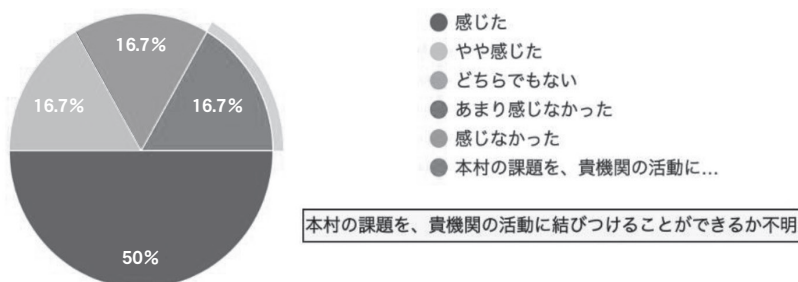 16.7%
16.7%
16.7%
50%
感じた
やや感じた
どちらでもない
あまり感じなかった
感じなかった
本村の課題を、貴機関の活動に...
本村の課題を、貴機関の活動に結びつけることができるか不明